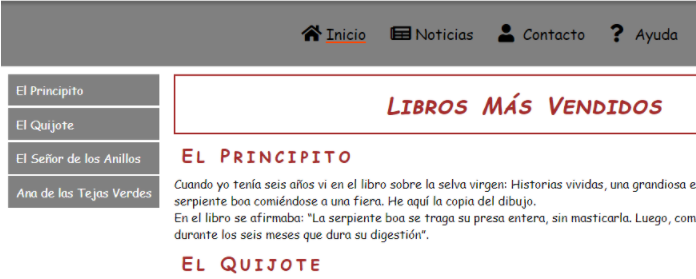 Inicio Noticias Contacto Ayuda
El Principito
El Quijote
El Señor de los Anillos
Ana de las Tejas Verdes
Libros Más Vendidos
El Principito
Cuando yo tenía seis años vi en el libro sobre la selva virgen: Historias vividas, una grandiosa e
serpiente boa comiéndose a una fiera. He aquí la copia del dibujo.
En el libro se afirmaba: “La serpiente boa se traga su presa entera, sin masticarla. Luego, com
durante los seis meses que dura su digestión”.
El Quijote